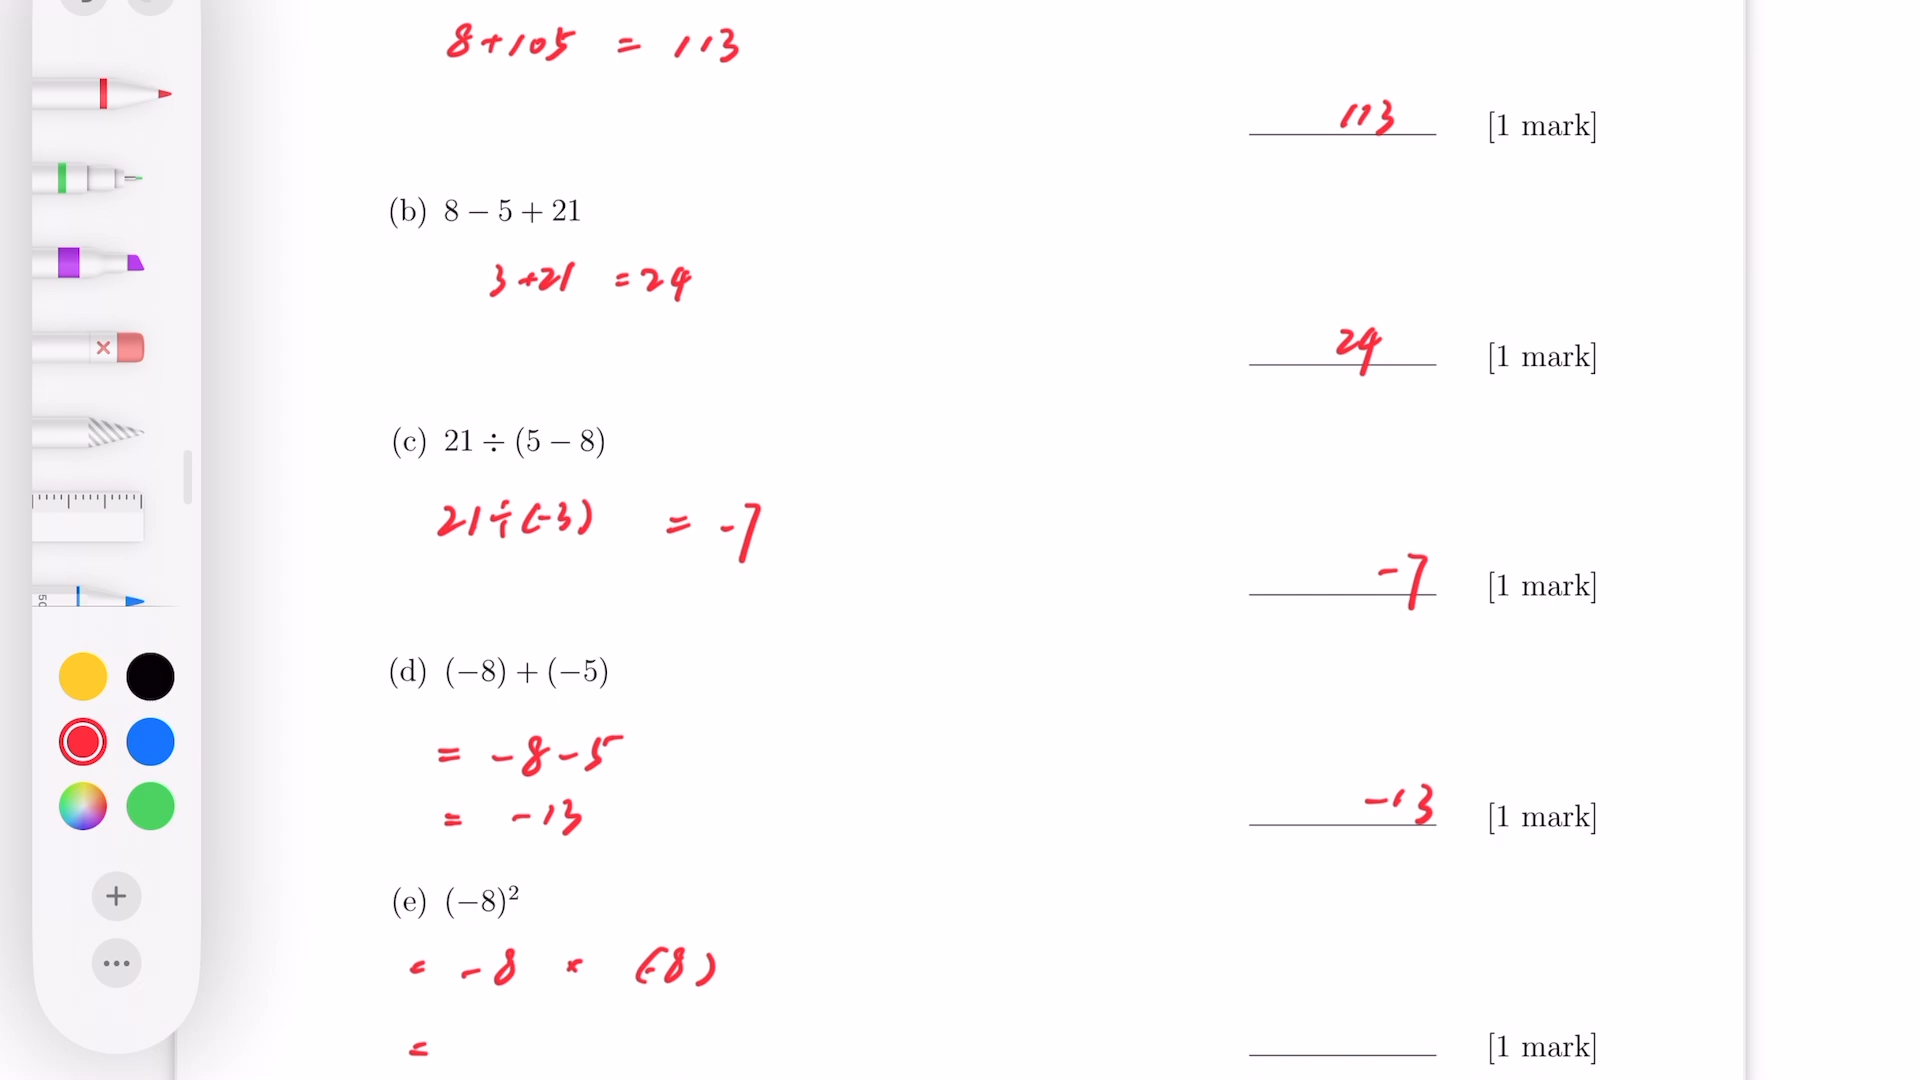 8+105 = 113
113 [1 mark]
(b) 8 − 5 + 21
3+21 =24
24 [1 mark]
(c) 21 ÷ (5 − 8)
21÷(-3) = -7
-7 [1 mark]
(d) (−8) + (−5)
= -8-5
= -13
-13 [1 mark]
(e) (−8)²
= -8 × (-8)
=
[1 mark]
50